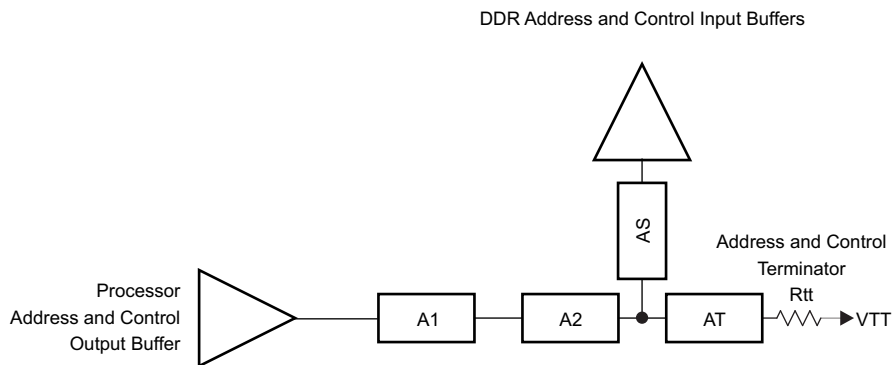 DDR Address and Control Input Buffers
AS
Address and Control
Terminator
Rtt
Processor
Address and Control
Output Buffer
A1
A2
AT
VTT